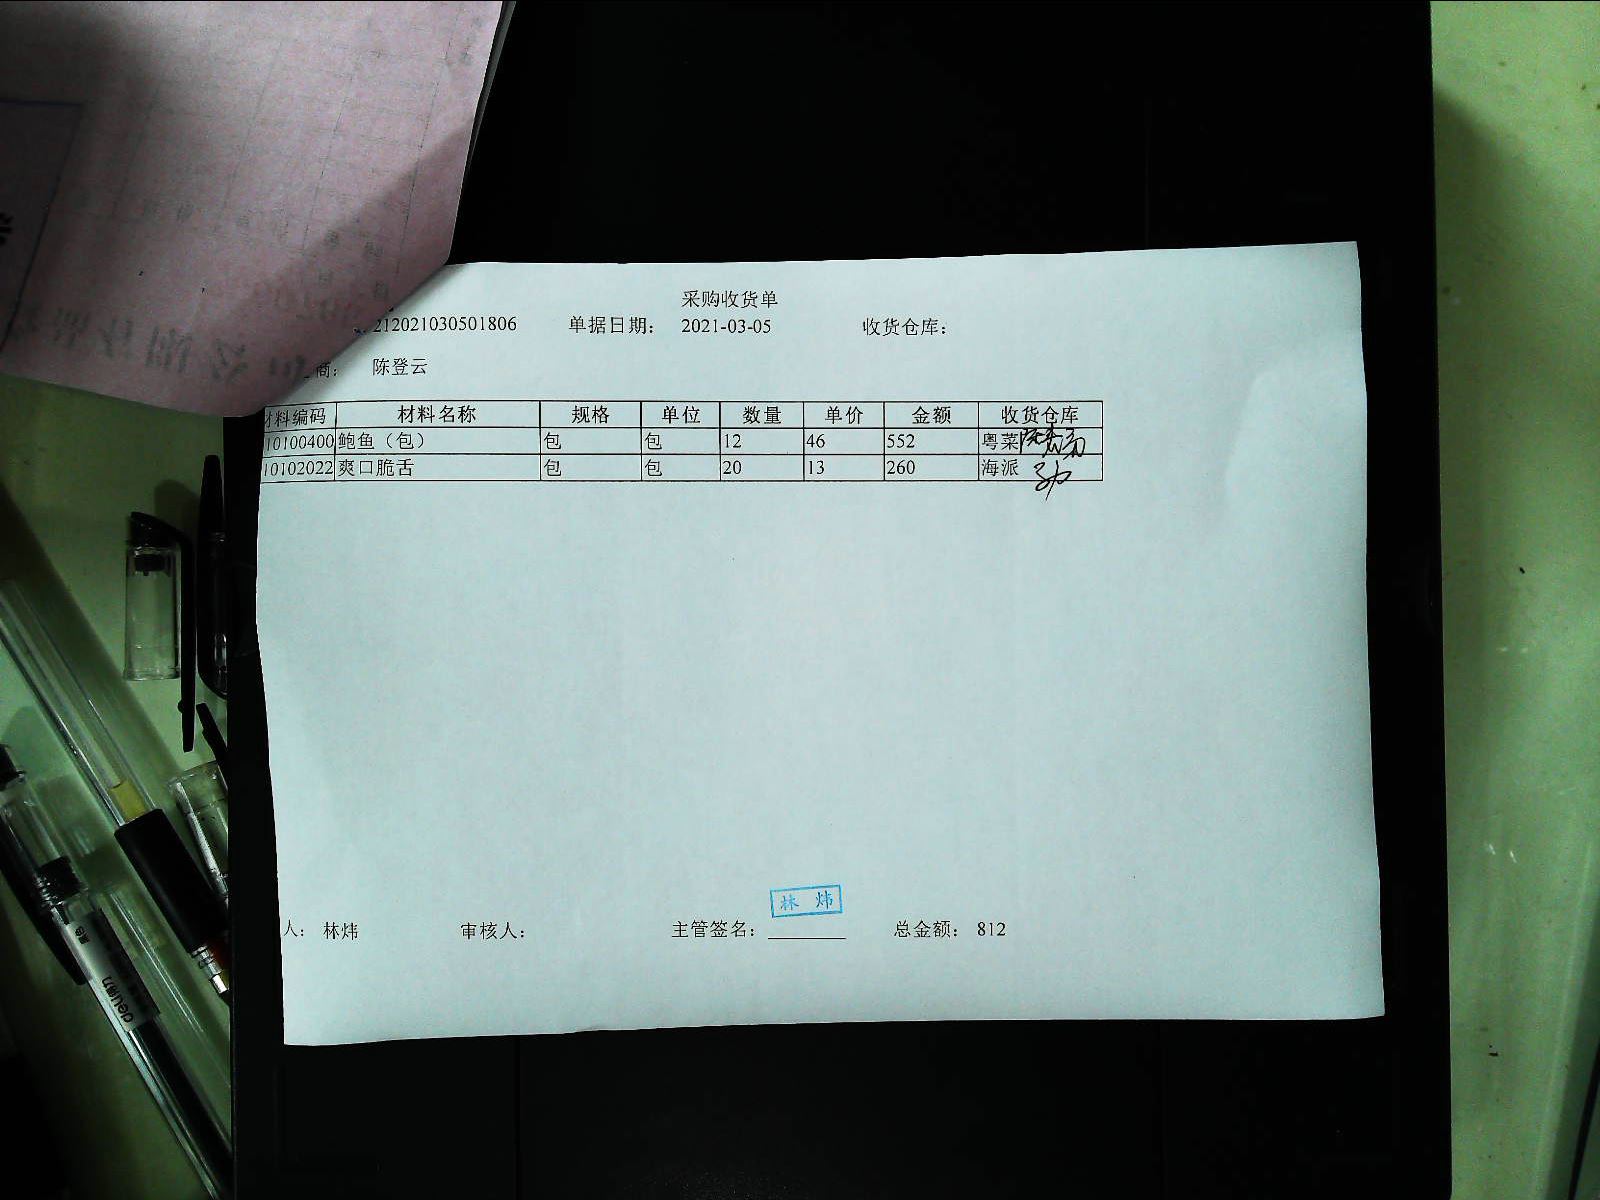 采购收货单
212021030501806 单据日期: 2021-03-05 收货仓库:
商: 陈登云
材料编码 材料名称 规格 单位 数量 单价 金额 收货仓库
10100400 鲍鱼（包） 包 包 12 46 552 粤菜
10102022 爽口脆舌 包 包 20 13 260 海派
林炜
人: 林炜 审核人: 主管签名: 总金额: 812
deli